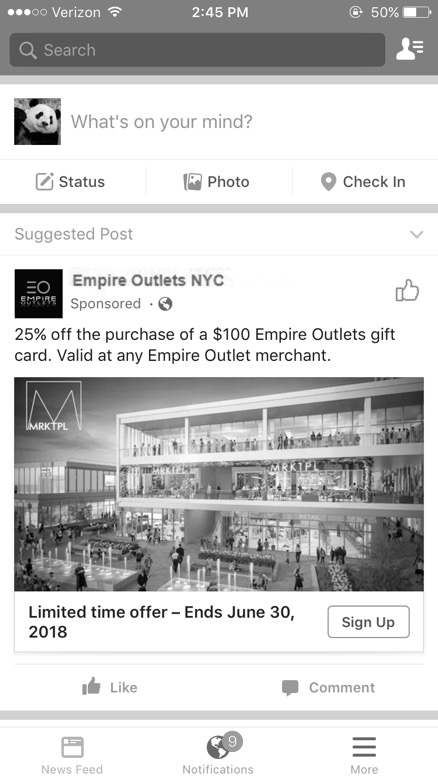 Verizon 2:45 PM 50%
Search
What's on your mind?
Status Photo Check In
Suggested Post
EO
EMPIRE
OUTLETS
Empire Outlets NYC
Sponsored ·
25% off the purchase of a $100 Empire Outlets gift
card. Valid at any Empire Outlet merchant.
M
MRKTPL
MRKTPL MRKTPL
Limited time offer – Ends June 30,
2018
Sign Up
Like Comment
9
News Feed Notifications More